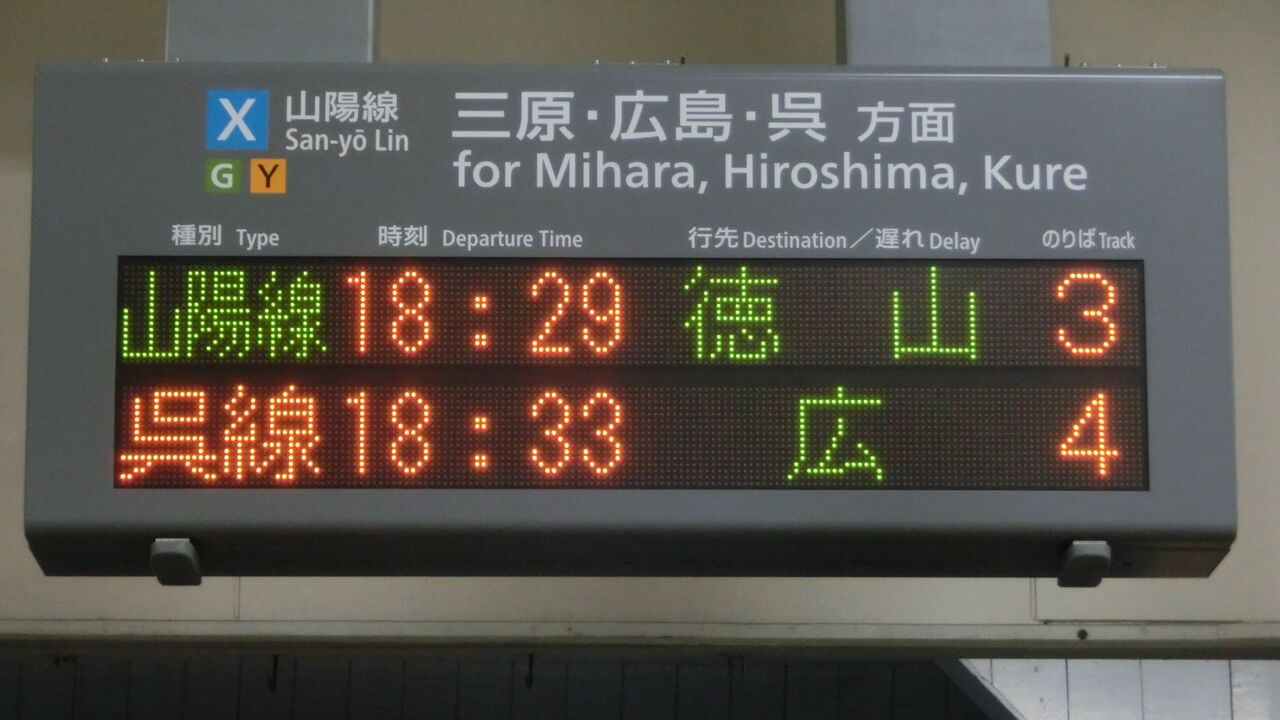 X 山陽線 三原・広島・呉 方面
San-yō Lin
G Y for Mihara, Hiroshima, Kure
種別 Type 時刻 Departure Time 行先 Destination／遅れ Delay のりば Track
山陽線 18:29 徳 山 3
呉線 18:33 広 4